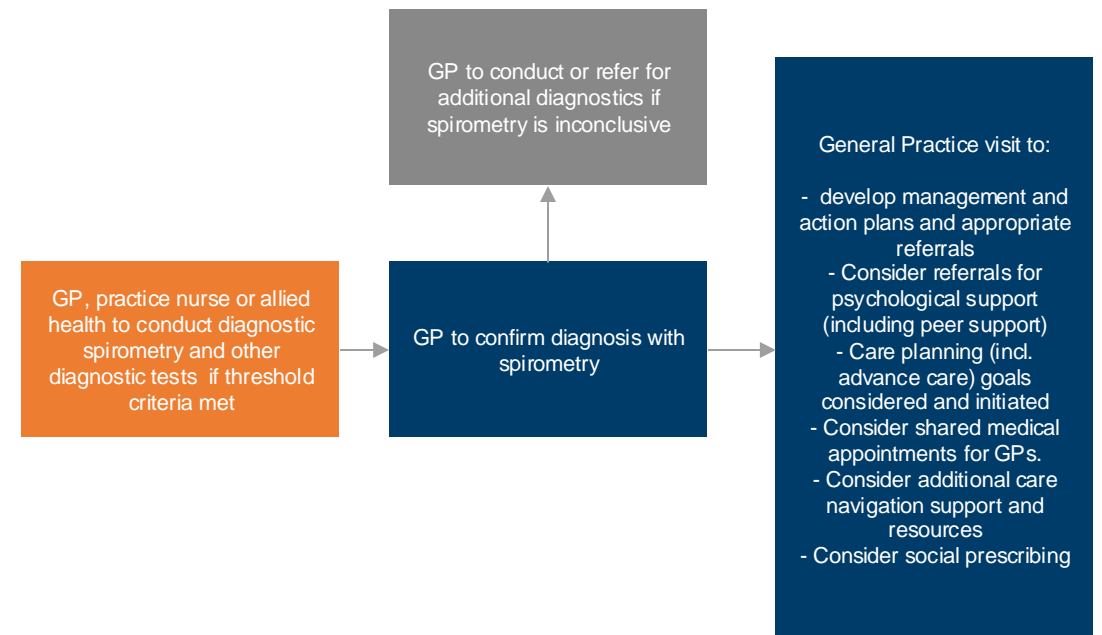 GP to conduct or refer for
additional diagnostics if
spirometry is inconclusive
GP, practice nurse or allied
health to conduct diagnostic
spirometry and other
diagnostic tests  if threshold
criteria met
GP to confirm diagnosis with
spirometry
General Practice visit to:
-  develop management and
action plans and appropriate
referrals
- Consider referrals for
psychological support
(including peer support)
- Care planning (incl.
advance care) goals
considered and initiated
- Consider shared medical
appointments for GPs.
- Consider additional care
navigation support and
resources
- Consider social prescribing